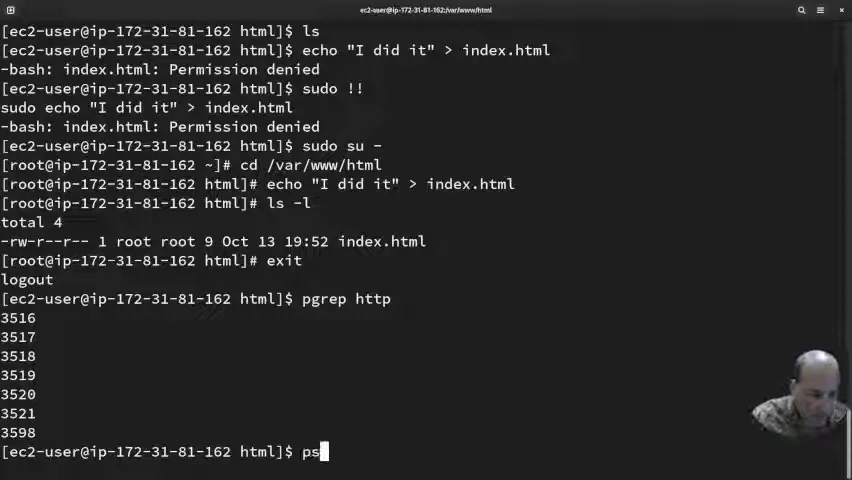 ec2-user@ip-172-31-81-162:/var/www/html
[ec2-user@ip-172-31-81-162 html]$ ls
[ec2-user@ip-172-31-81-162 html]$ echo "I did it" > index.html
-bash: index.html: Permission denied
[ec2-user@ip-172-31-81-162 html]$ sudo !!
sudo echo "I did it" > index.html
-bash: index.html: Permission denied
[ec2-user@ip-172-31-81-162 html]$ sudo su -
[root@ip-172-31-81-162 ~]# cd /var/www/html
[root@ip-172-31-81-162 html]# echo "I did it" > index.html
[root@ip-172-31-81-162 html]# ls -l
total 4
-rw-r--r-- 1 root root 9 Oct 13 19:52 index.html
[root@ip-172-31-81-162 html]# exit
logout
[ec2-user@ip-172-31-81-162 html]$ pgrep http
3516
3517
3518
3519
3520
3521
3598
[ec2-user@ip-172-31-81-162 html]$ ps